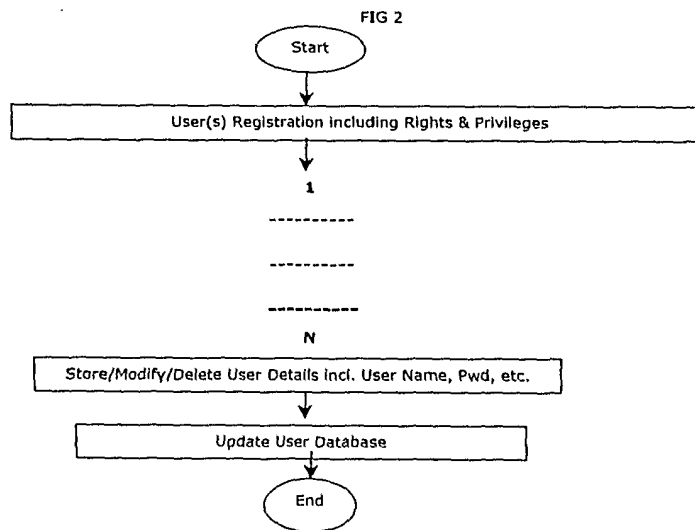 FIG 2
Start
User(s) Registration including Rights & Privileges
1
----------
----------
----------
N
Store/Modify/Delete User Details incl. User Name, Pwd, etc.
Update User Database
End